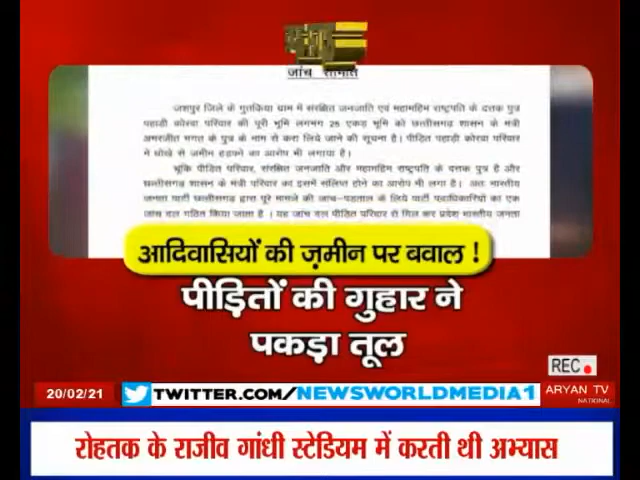 जांच समिति
जशपुर जिले के गुतकिया ग्राम में संरक्षित जनजाति एवं महामहिम राष्ट्रपति के दत्तक पुत्र
पहाड़ी कोरवा परिवार की पूरी भूमि लगभग 25 एकड़ भूमि को छत्तीसगढ़ शासन के मंत्री
अमरजीत भगत के पुत्र के नाम से करा लिये जाने की सूचना है। पीड़ित पहाड़ी कोरवा परिवार
ने धोखे से जमीन हड़पने का आरोप भी लगाया है।
चूंकि पीड़ित परिवार, संरक्षित जनजाति और महामहिम राष्ट्रपति के दत्तक पुत्र है और
छत्तीसगढ़ शासन के मंत्री परिवार का इसमें संलिप्त होने का आरोप भी लगा है। अतः भारतीय
जनता पार्टी छत्तीसगढ़ द्वारा पूरे मामले की जांच-पड़ताल के लिये पार्टी पदाधिकारियों का एक
जांच दल गठित किया जाता है । यह जांच दल पीड़ित परिवार से मिल कर प्रदेश भारतीय जनता
आदिवासियों की ज़मीन पर बवाल !
पीड़ितों की गुहार ने
पकड़ा तूल
REC
20/02/21 TWITTER.COM/NEWSWORLDMEDIA1 ARYAN TV
NATIONAL
रोहतक के राजीव गांधी स्टेडियम में करती थी अभ्यास